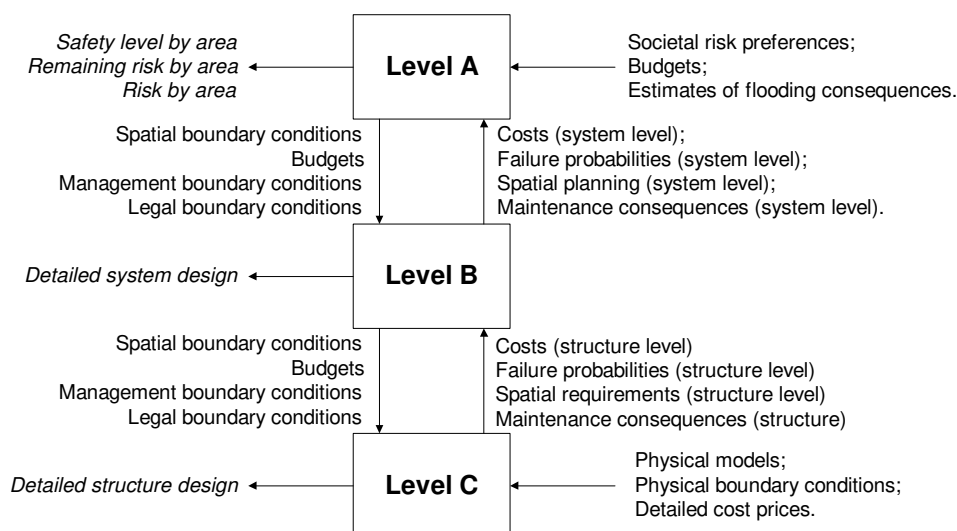 Safety level by area
Remaining risk by area
Risk by area
Level A
Societal risk preferences;
Budgets;
Estimates of flooding consequences.
Spatial boundary conditions
Budgets
Management boundary conditions
Legal boundary conditions
Costs (system level);
Failure probabilities (system level);
Spatial planning (system level);
Maintenance consequences (system level).
Detailed system design
Level B
Spatial boundary conditions
Budgets
Management boundary conditions
Legal boundary conditions
Costs (structure level)
Failure probabilities (structure level)
Spatial requirements (structure level)
Maintenance consequences (structure)
Detailed structure design
Level C
Physical models;
Physical boundary conditions;
Detailed cost prices.